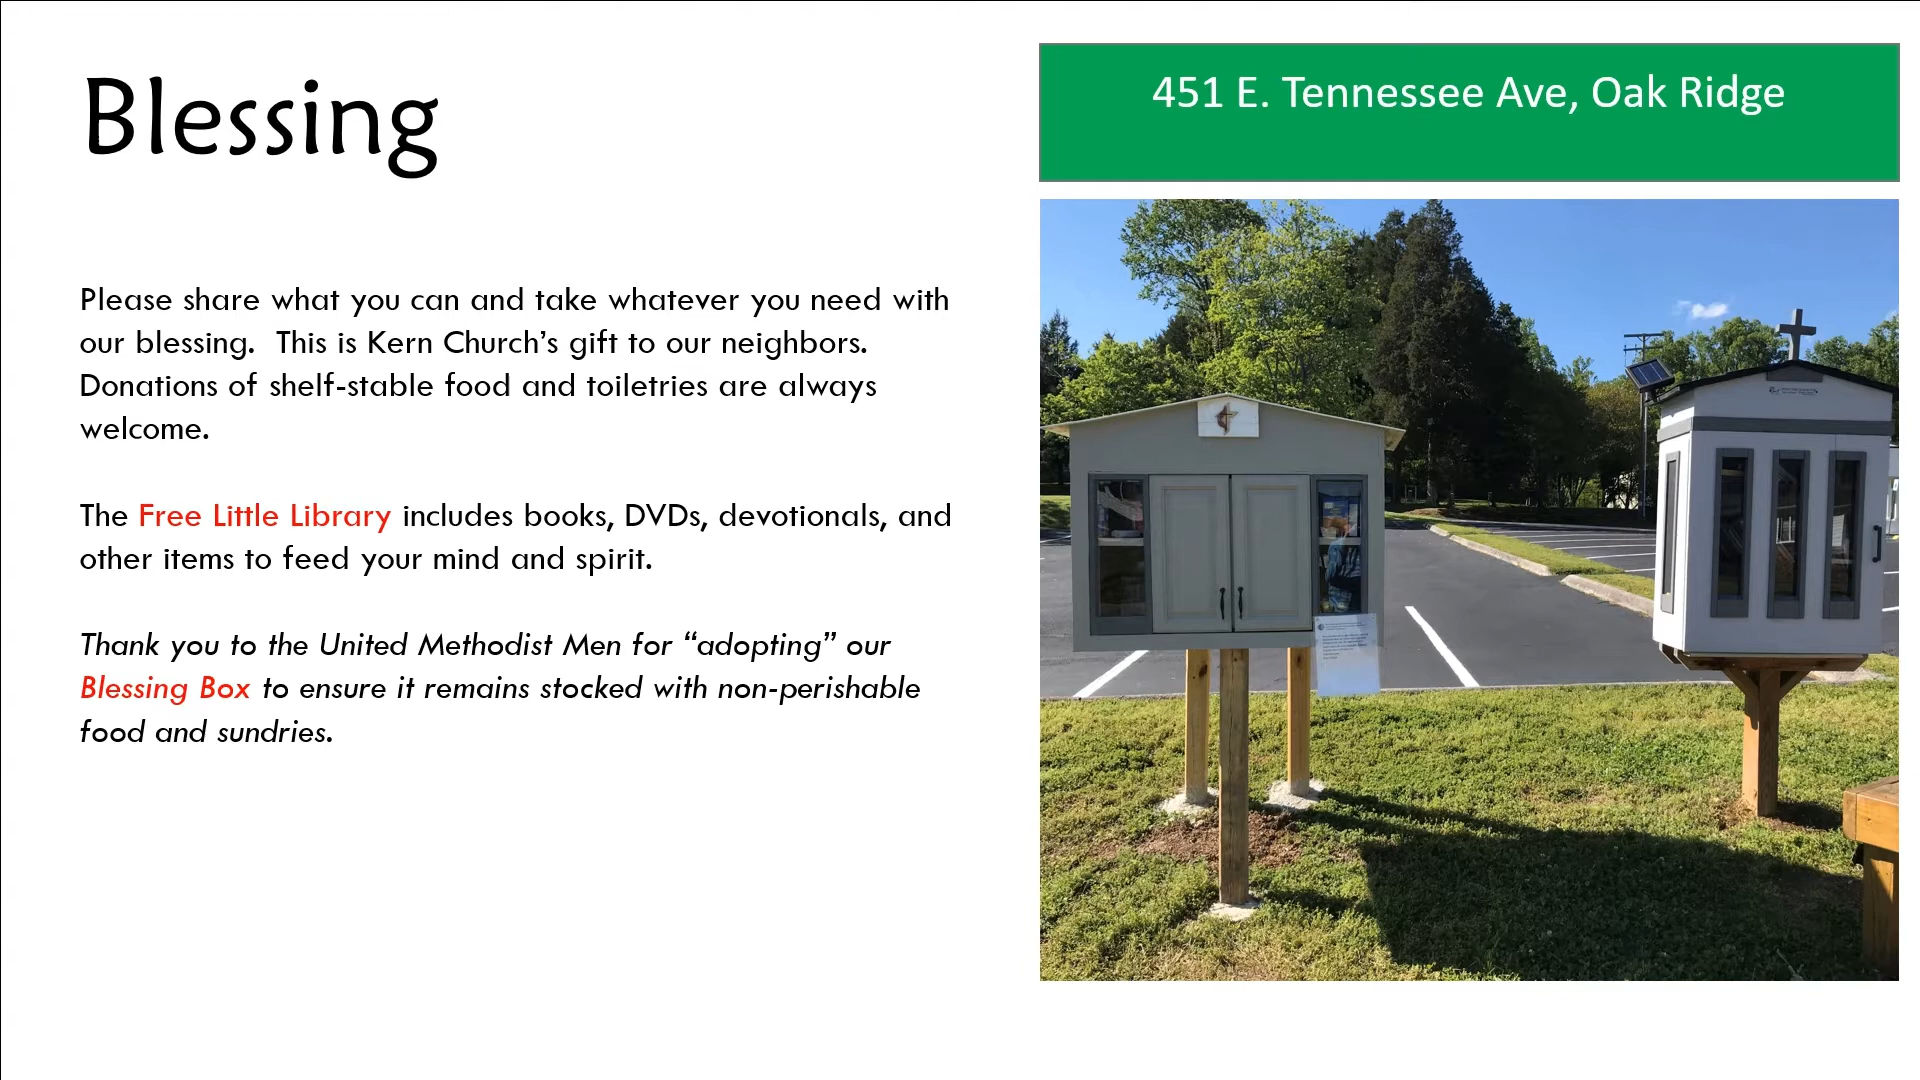 Blessing
451 E. Tennessee Ave, Oak Ridge
Please share what you can and take whatever you need with
our blessing.  This is Kern Church’s gift to our neighbors.
Donations of shelf-stable food and toiletries are always
welcome.
The Free Little Library includes books, DVDs, devotionals, and
other items to feed your mind and spirit.
Thank you to the United Methodist Men for “adopting” our
Blessing Box to ensure it remains stocked with non-perishable
food and sundries.